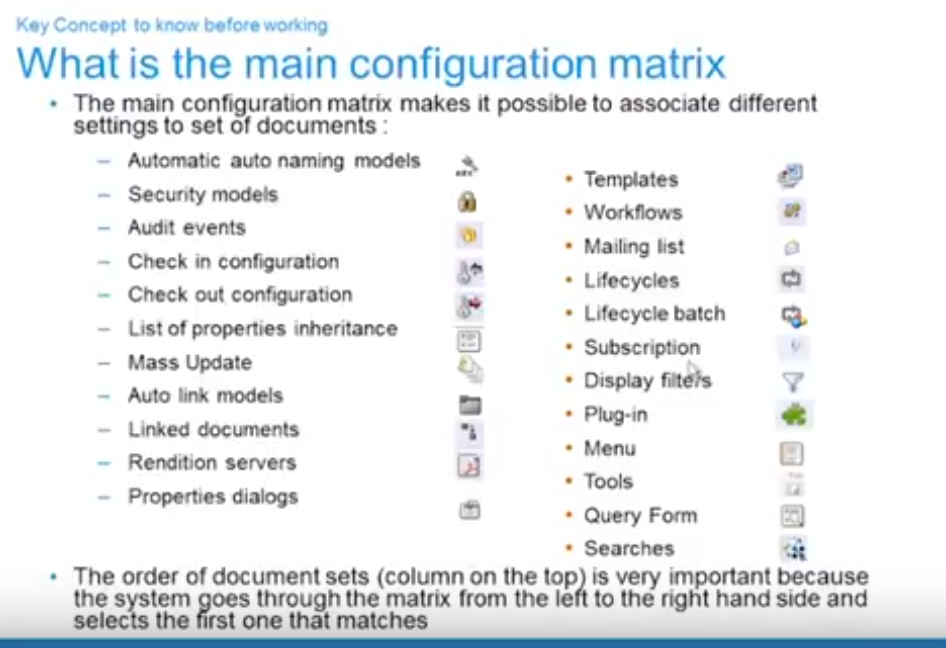 Key Concept to know before working
What is the main configuration matrix
• The main configuration matrix makes it possible to associate different
settings to set of documents :
– Automatic auto naming models
– Security models
– Audit events
– Check in configuration
– Check out configuration
– List of properties inheritance
– Mass Update
– Auto link models
– Linked documents
– Rendition servers
– Properties dialogs
• Templates
• Workflows
• Mailing list
• Lifecycles
• Lifecycle batch
• Subscription
• Display filters
• Plug-in
• Menu
• Tools
• Query Form
• Searches
• The order of document sets (column on the top) is very important because
the system goes through the matrix from the left to the right hand side and
selects the first one that matches